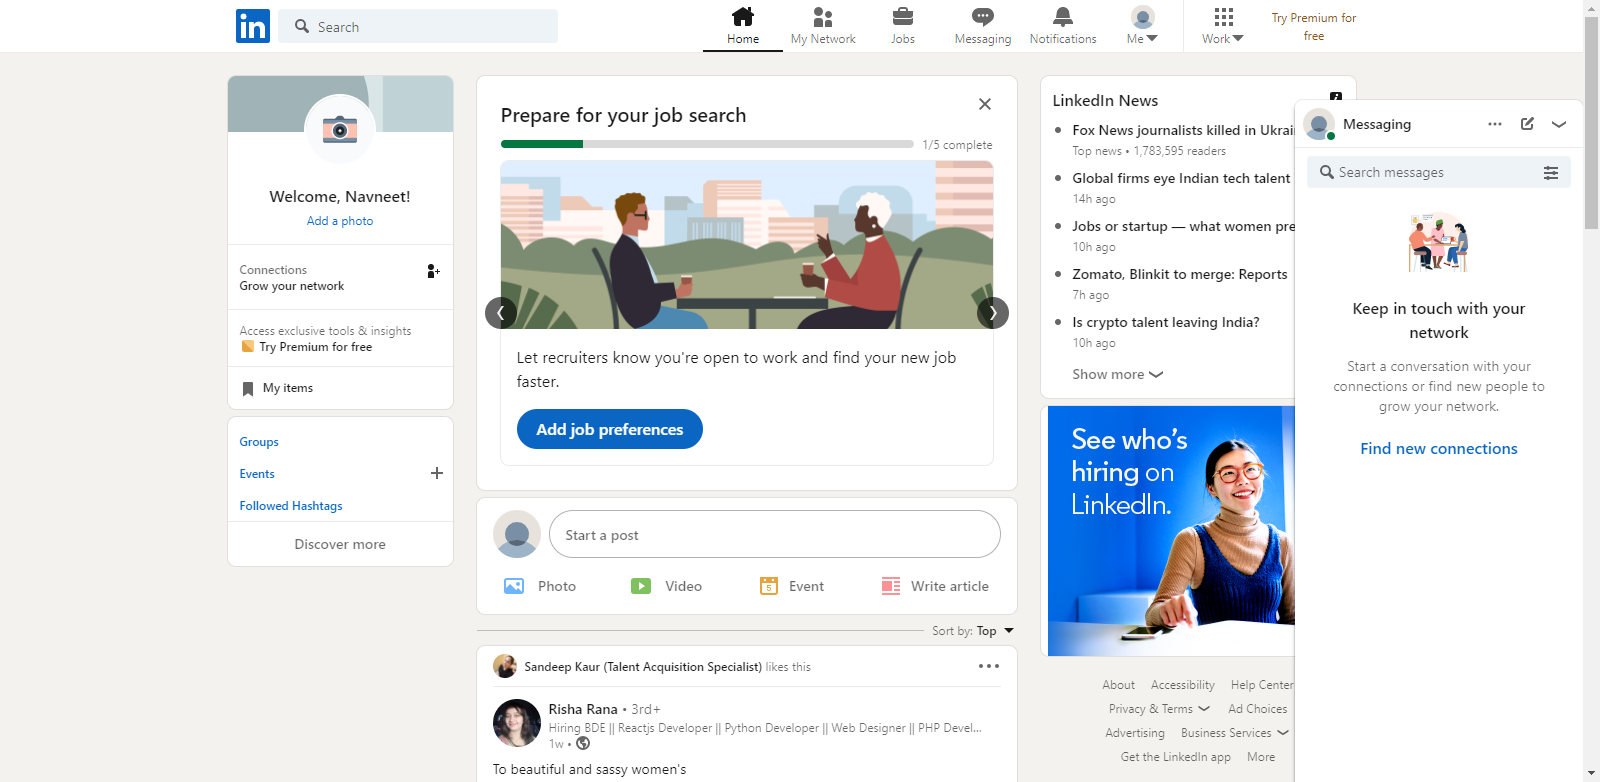 in
Search
Home
My Network
Jobs
Messaging
Notifications
Me
Work
Try Premium for
free
Welcome, Navneet!
Add a photo
Connections
Grow your network
Access exclusive tools & insights
Try Premium for free
My items
Groups
Events
Followed Hashtags
Discover more
Prepare for your job search
1/5 complete
Let recruiters know you're open to work and find your new job
faster.
Add job preferences
Start a post
Photo
Video
5
Event
Write article
Sort by: Top
Sandeep Kaur (Talent Acquisition Specialist) likes this
Risha Rana • 3rd+
Hiring BDE || Reactjs Developer || Python Developer || Web Designer || PHP Devel...
1w •
To beautiful and sassy women's
LinkedIn News
Fox News journalists killed in Ukrai
Top news • 1,783,595 readers
Global firms eye Indian tech talent
14h ago
Jobs or startup — what women pre
10h ago
Zomato, Blinkit to merge: Reports
7h ago
Is crypto talent leaving India?
10h ago
Show more
See who's
hiring on
LinkedIn.
About Accessibility Help Center
Privacy & Terms Ad Choices
Advertising Business Services
Get the LinkedIn app More
Messaging
Search messages
Keep in touch with your
network
Start a conversation with your
connections or find new people to
grow your network.
Find new connections